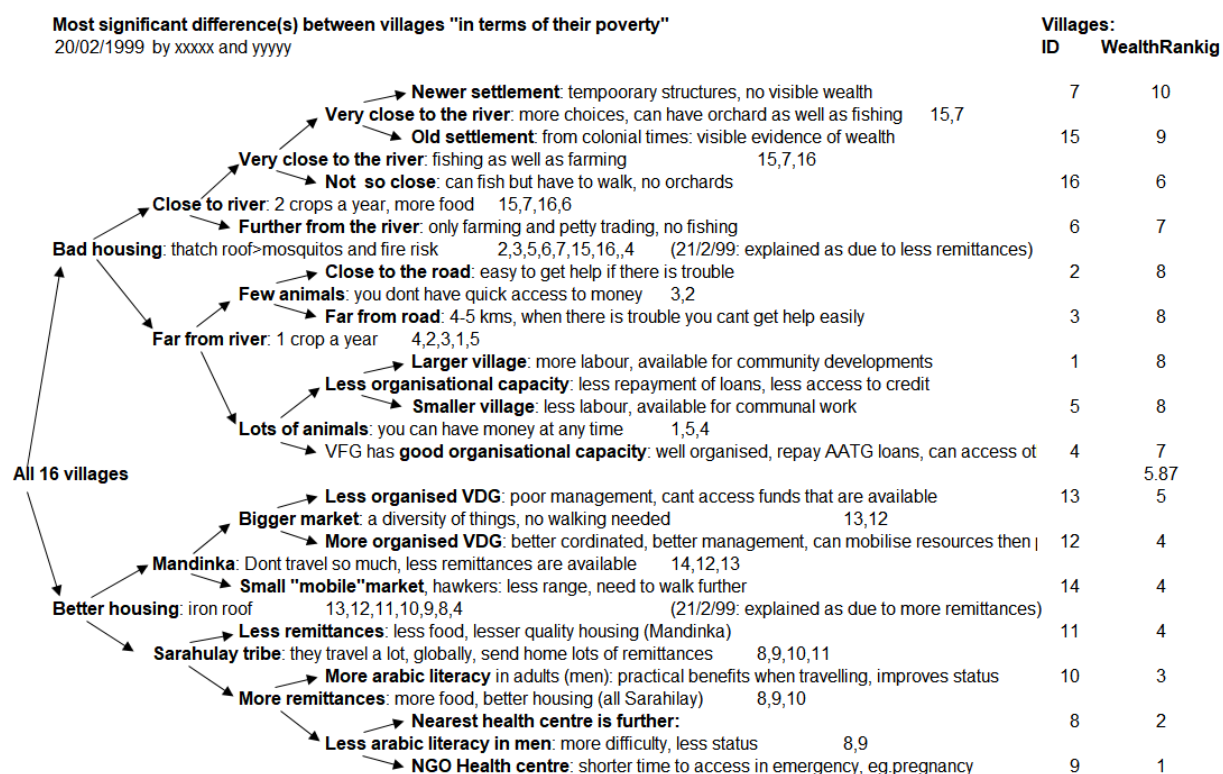 Most significant difference(s) between villages "in terms of their poverty" Villages:
20/02/1999 by xxxxx and yyyyy ID WealthRankig
Newer settlement: tempoorary structures, no visible wealth 7 10
Very close to the river: more choices, can have orchard as well as fishing 15,7
Old settlement: from colonial times: visible evidence of wealth 15 9
Very close to the river: fishing as well as farming 15,7,16
Not so close: can fish but have to walk, no orchards 16 6
Close to river: 2 crops a year, more food 15,7,16,6
Further from the river: only farming and petty trading, no fishing 6 7
Bad housing: thatch roof>mosquitos and fire risk 2,3,5,6,7,15,16,,4 (21/2/99: explained as due to less remittances)
Close to the road: easy to get help if there is trouble 2 8
Few animals: you dont have quick access to money 3,2
Far from road: 4-5 kms, when there is trouble you cant get help easily 3 8
Far from river: 1 crop a year 4,2,3,1,5
Larger village: more labour, available for community developments 1 8
Less organisational capacity: less repayment of loans, less access to credit
Smaller village: less labour, available for communal work 5 8
Lots of animals: you can have money at any time 1,5,4
VFG has good organisational capacity: well organised, repay AATG loans, can access ot 4 7
All 16 villages 5.87
Less organised VDG: poor management, cant access funds that are available 13 5
Bigger market: a diversity of things, no walking needed 13,12
More organised VDG: better cordinated, better management, can mobilise resources then 12 4
Mandinka: Dont travel so much, less remittances are available 14,12,13
Small "mobile"market, hawkers: less range, need to walk further 14 4
Better housing: iron roof 13,12,11,10,9,8,4 (21/2/99: explained as due to more remittances)
Less remittances: less food, lesser quality housing (Mandinka) 11 4
Sarahulay tribe: they travel a lot, globally, send home lots of remittances 8,9,10,11
More arabic literacy in adults (men): practical benefits when travelling, improves status 10 3
More remittances: more food, better housing (all Sarahilay) 8,9,10
Nearest health centre is further: 8 2
Less arabic literacy in men: more difficulty, less status 8,9
NGO Health centre: shorter time to access in emergency, eg.pregnancy 9 1